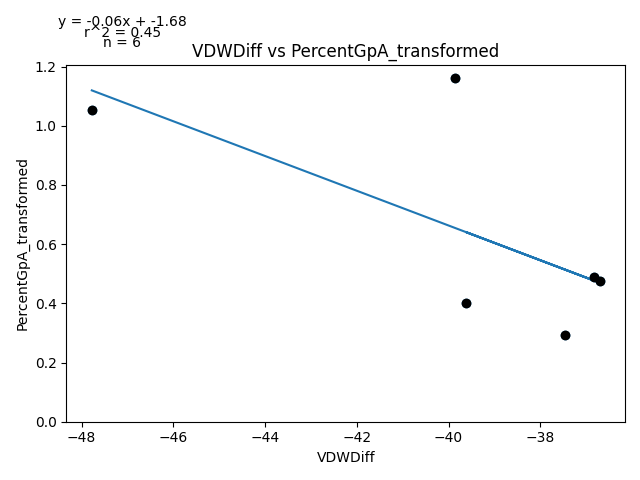 y = -0.06x + -1.68
r^2 = 0.45
n = 6
VDWDiff vs PercentGpA_transformed
1.2
1.0
0.8
0.6
0.4
0.2
0.0
PercentGpA_transformed
−48 −46 −44 −42 −40 −38
VDWDiff